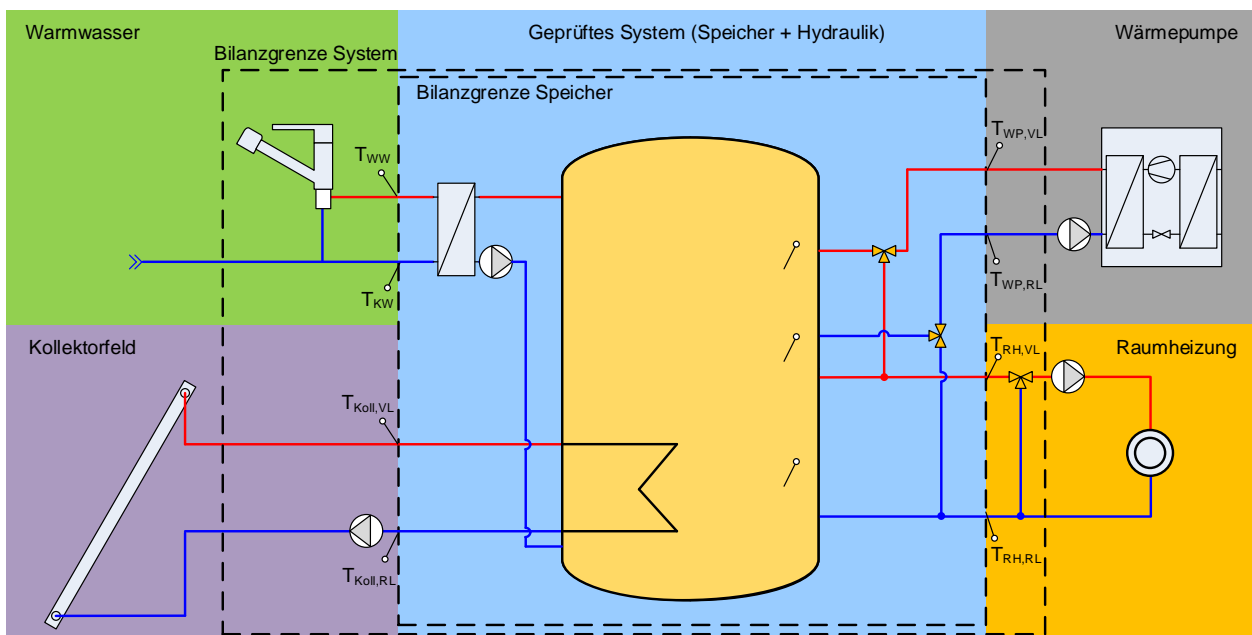 Warmwasser
Geprüftes System (Speicher + Hydraulik)
Wärmepumpe
Bilanzgrenze System
Bilanzgrenze Speicher
T_WW
T_WP,VL
T_KW
T_WP,RL
Kollektorfeld
T_RH,VL
Raumheizung
T_Koll,VL
T_Koll,RL
T_RH,RL